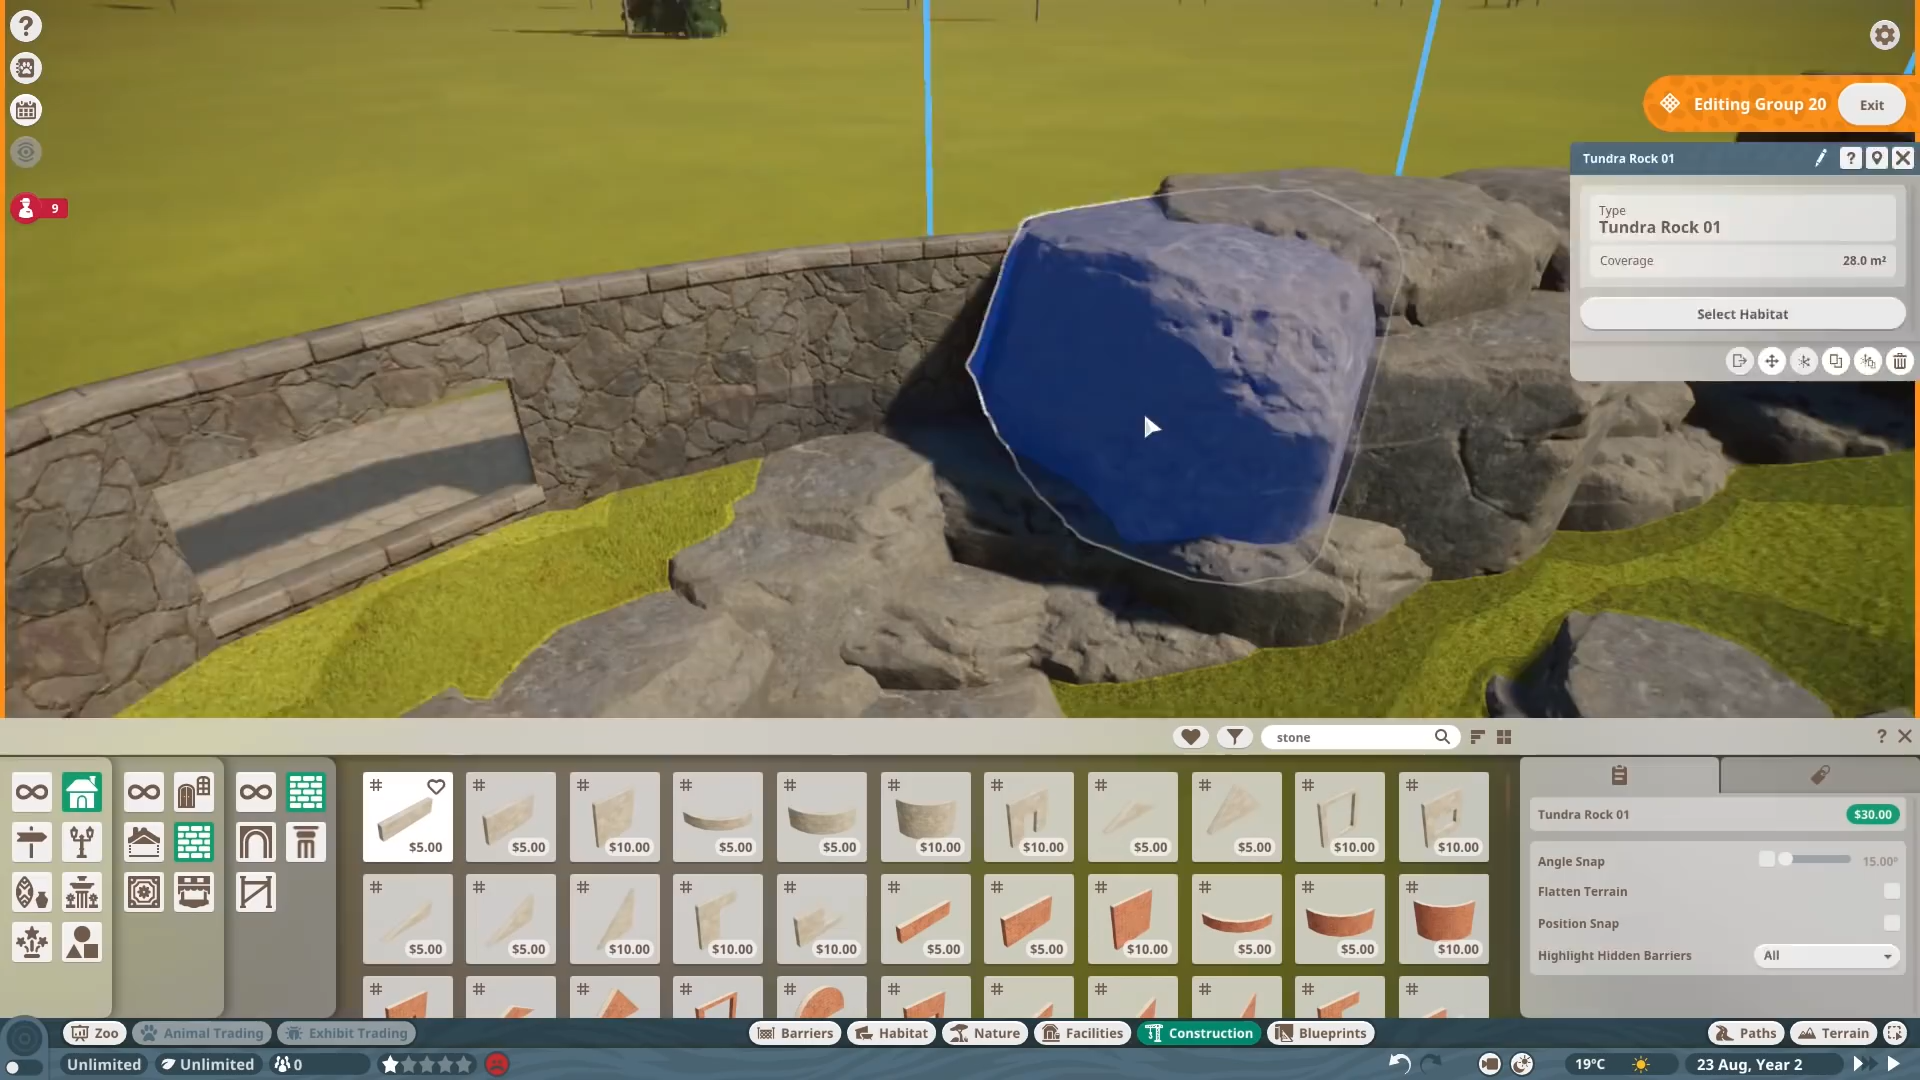 ?
Editing Group 20
Exit
9
Tundra Rock 01
?
Type
Tundra Rock 01
Coverage
28.0 m²
Select Habitat
stone
?
$5.00
$5.00
$10.00
$5.00
$5.00
$10.00
$10.00
$5.00
$5.00
$10.00
$10.00
$5.00
$5.00
$10.00
$10.00
$10.00
$5.00
$5.00
$10.00
$5.00
$5.00
$10.00
Tundra Rock 01
$30.00
Angle Snap
15.00°
Flatten Terrain
Position Snap
Highlight Hidden Barriers
All
Zoo
Animal Trading
Exhibit Trading
Barriers
Habitat
Nature
Facilities
Construction
Blueprints
Paths
Terrain
Unlimited
Unlimited
0
19°C
23 Aug, Year 2